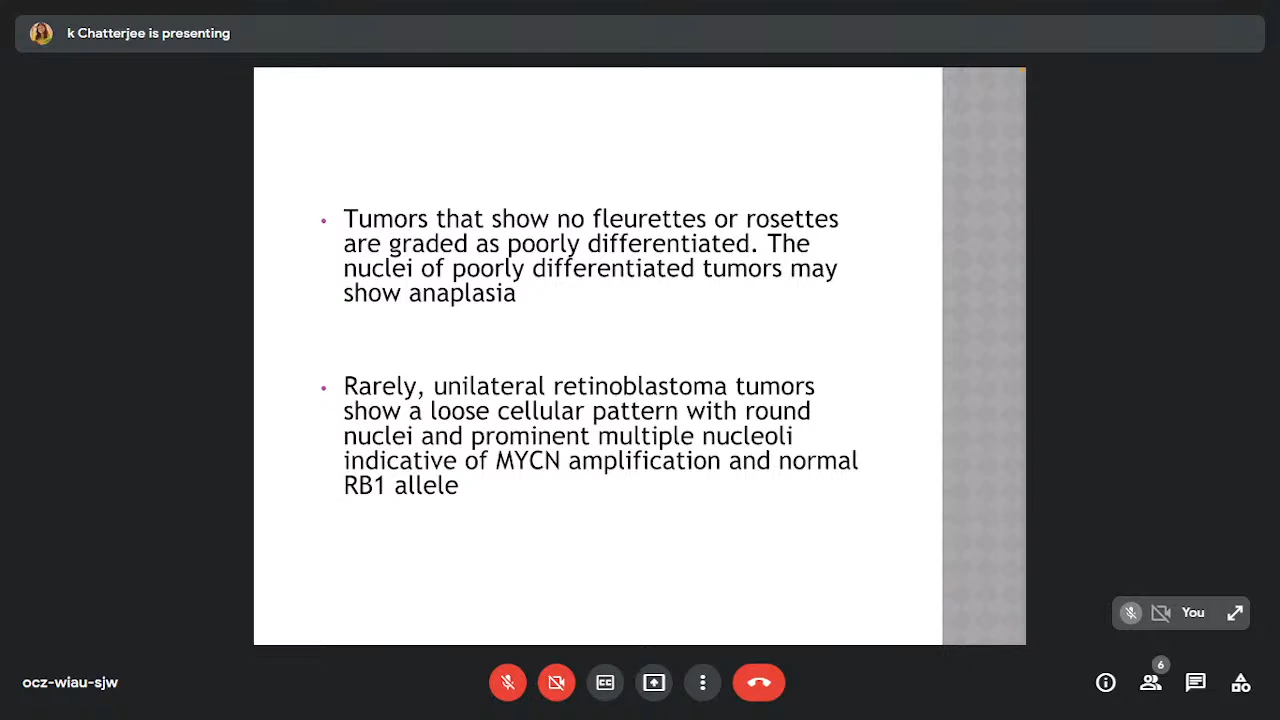 k Chatterjee is presenting
• Tumors that show no fleurettes or rosettes
are graded as poorly differentiated. The
nuclei of poorly differentiated tumors may
show anaplasia
• Rarely, unilateral retinoblastoma tumors
show a loose cellular pattern with round
nuclei and prominent multiple nucleoli
indicative of MYCN amplification and normal
RB1 allele
You
ocz-wiau-sjw
CC
6